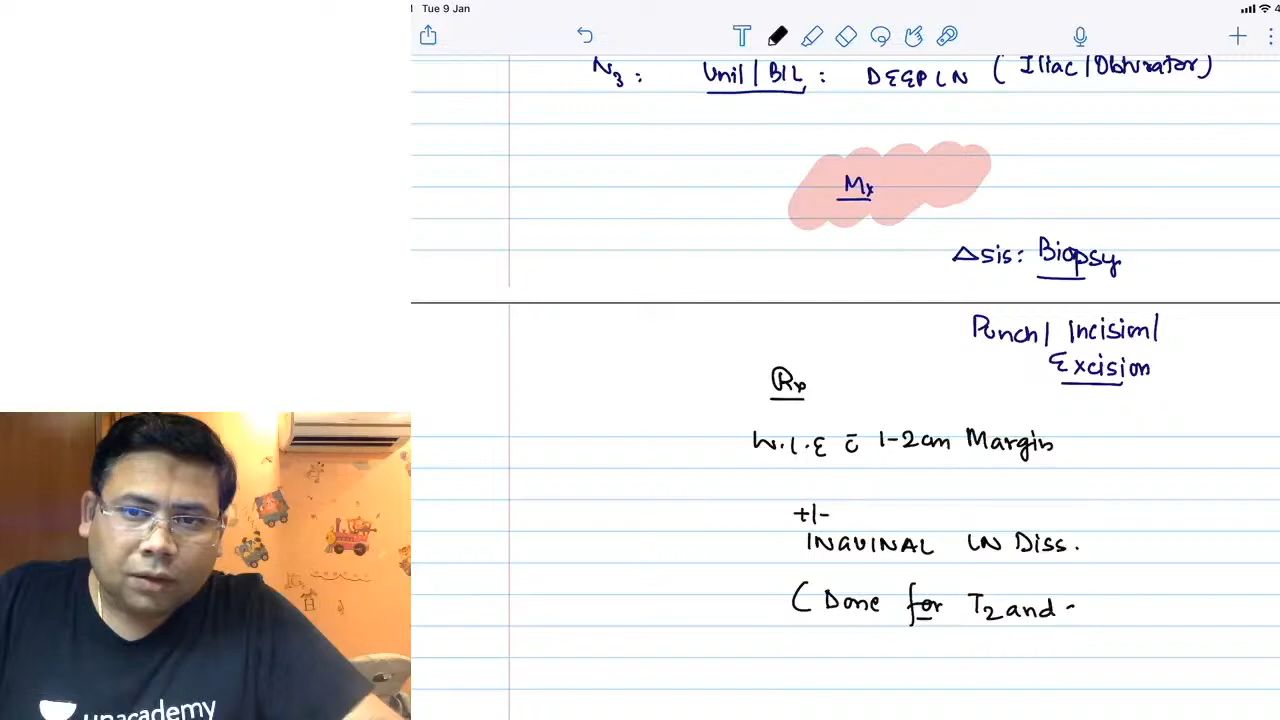 Tue 9 Jan
N3: Unil/B/L: DEEP LN (Iliac/Obturator)
Mx
Δsis: Biopsy
Punch/ Incision/
Excision
Rx
W.L.E c̄ 1-2cm Margin
+/-
INGUINAL LN Diss.
(Done for T2 and -
unacademy